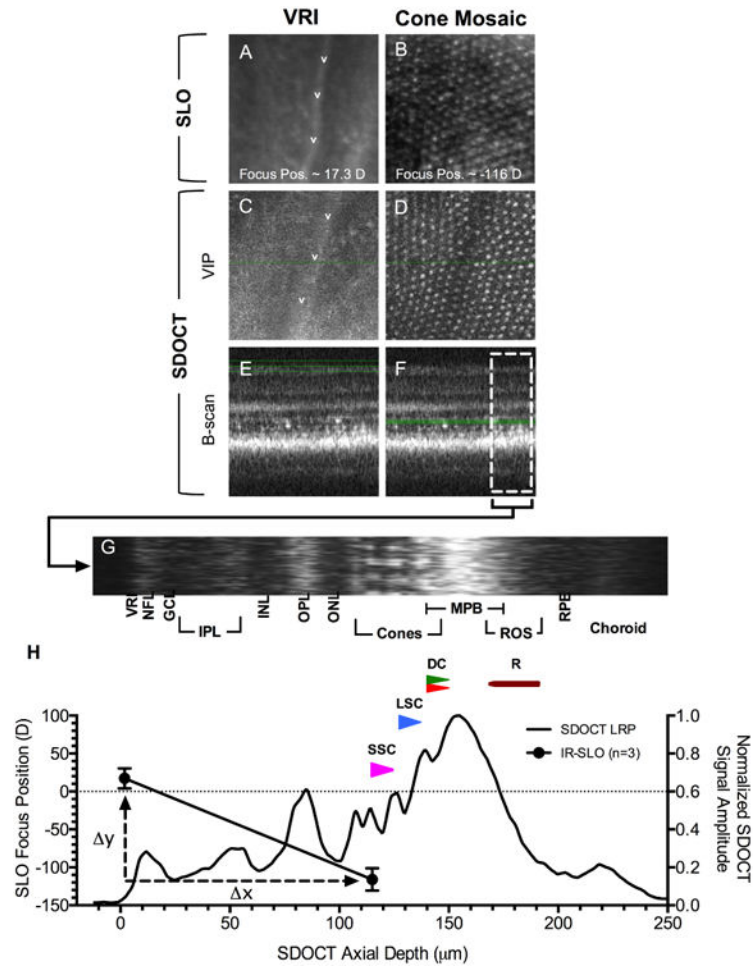 VRI Cone Mosaic
SLO
A
Focus Pos. ~ 17.3 D
B
Focus Pos. ~ -116 D
SDOCT
VIP
C
D
B-scan
E
F
G
VRI NFL GCL IPL INL OPL ONL Cones MPB ROS RPB Choroid
H
DC
R
LSC
SSC
SDOCT LRP
IR-SLO (n=3)
SLO Focus Position (D)
100
50
0
-50
-100
-150
Δy
Δx
Normalized SDOCT
Signal Amplitude
1.0
0.8
0.6
0.4
0.2
0.0
0 50 100 150 200 250
SDOCT Axial Depth (μm)